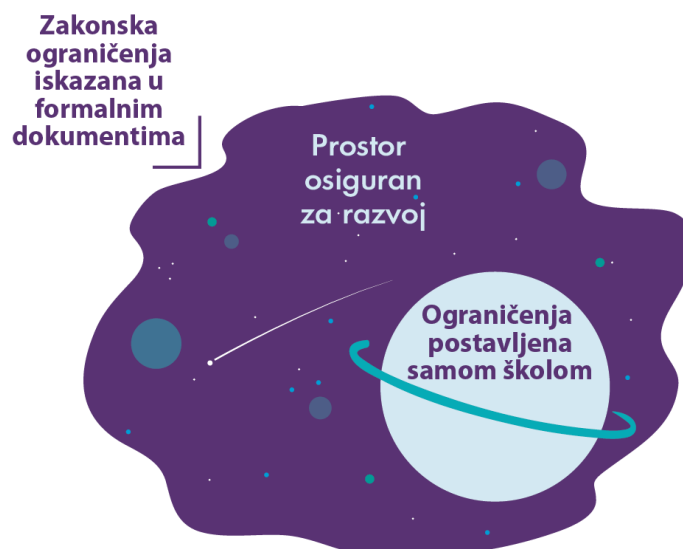 Zakonska
ograničenja
iskazana u
formalnim
dokumentima
Prostor
osiguran
za razvoj
Ograničenja
postavljena
samom školom